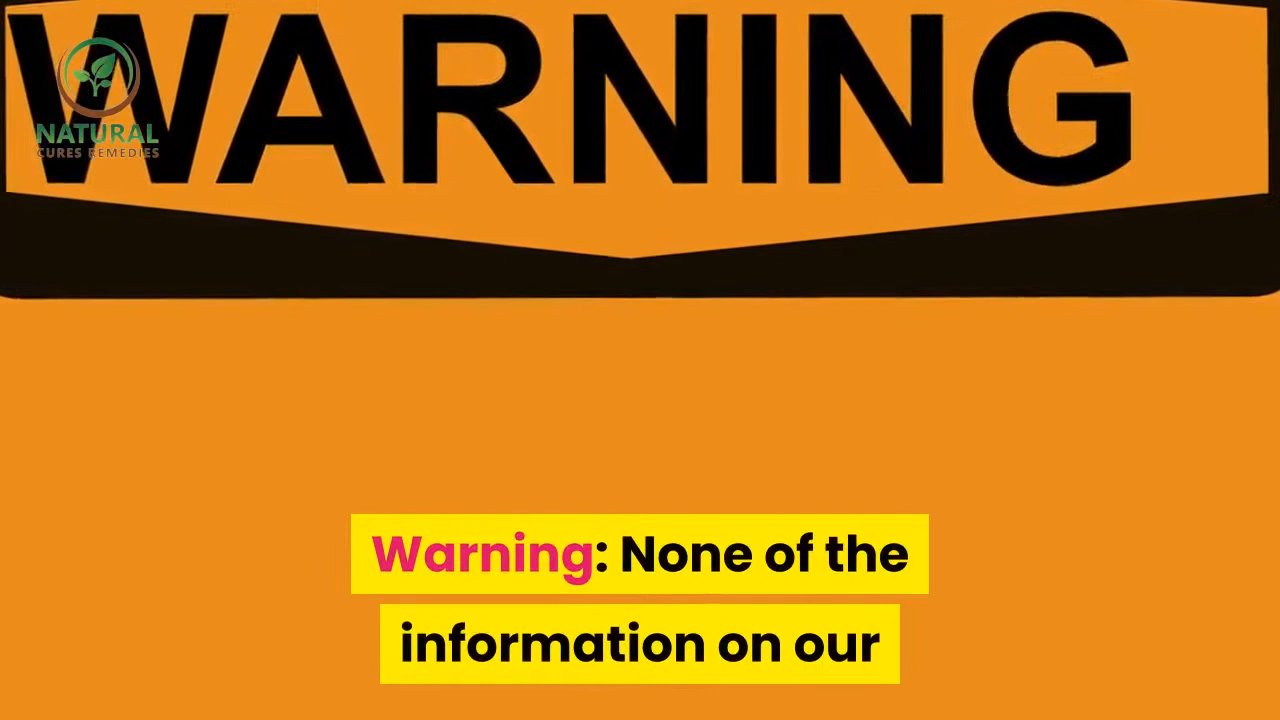 WARNING
NATURAL
CURES REMEDIES
Warning: None of the
information on our